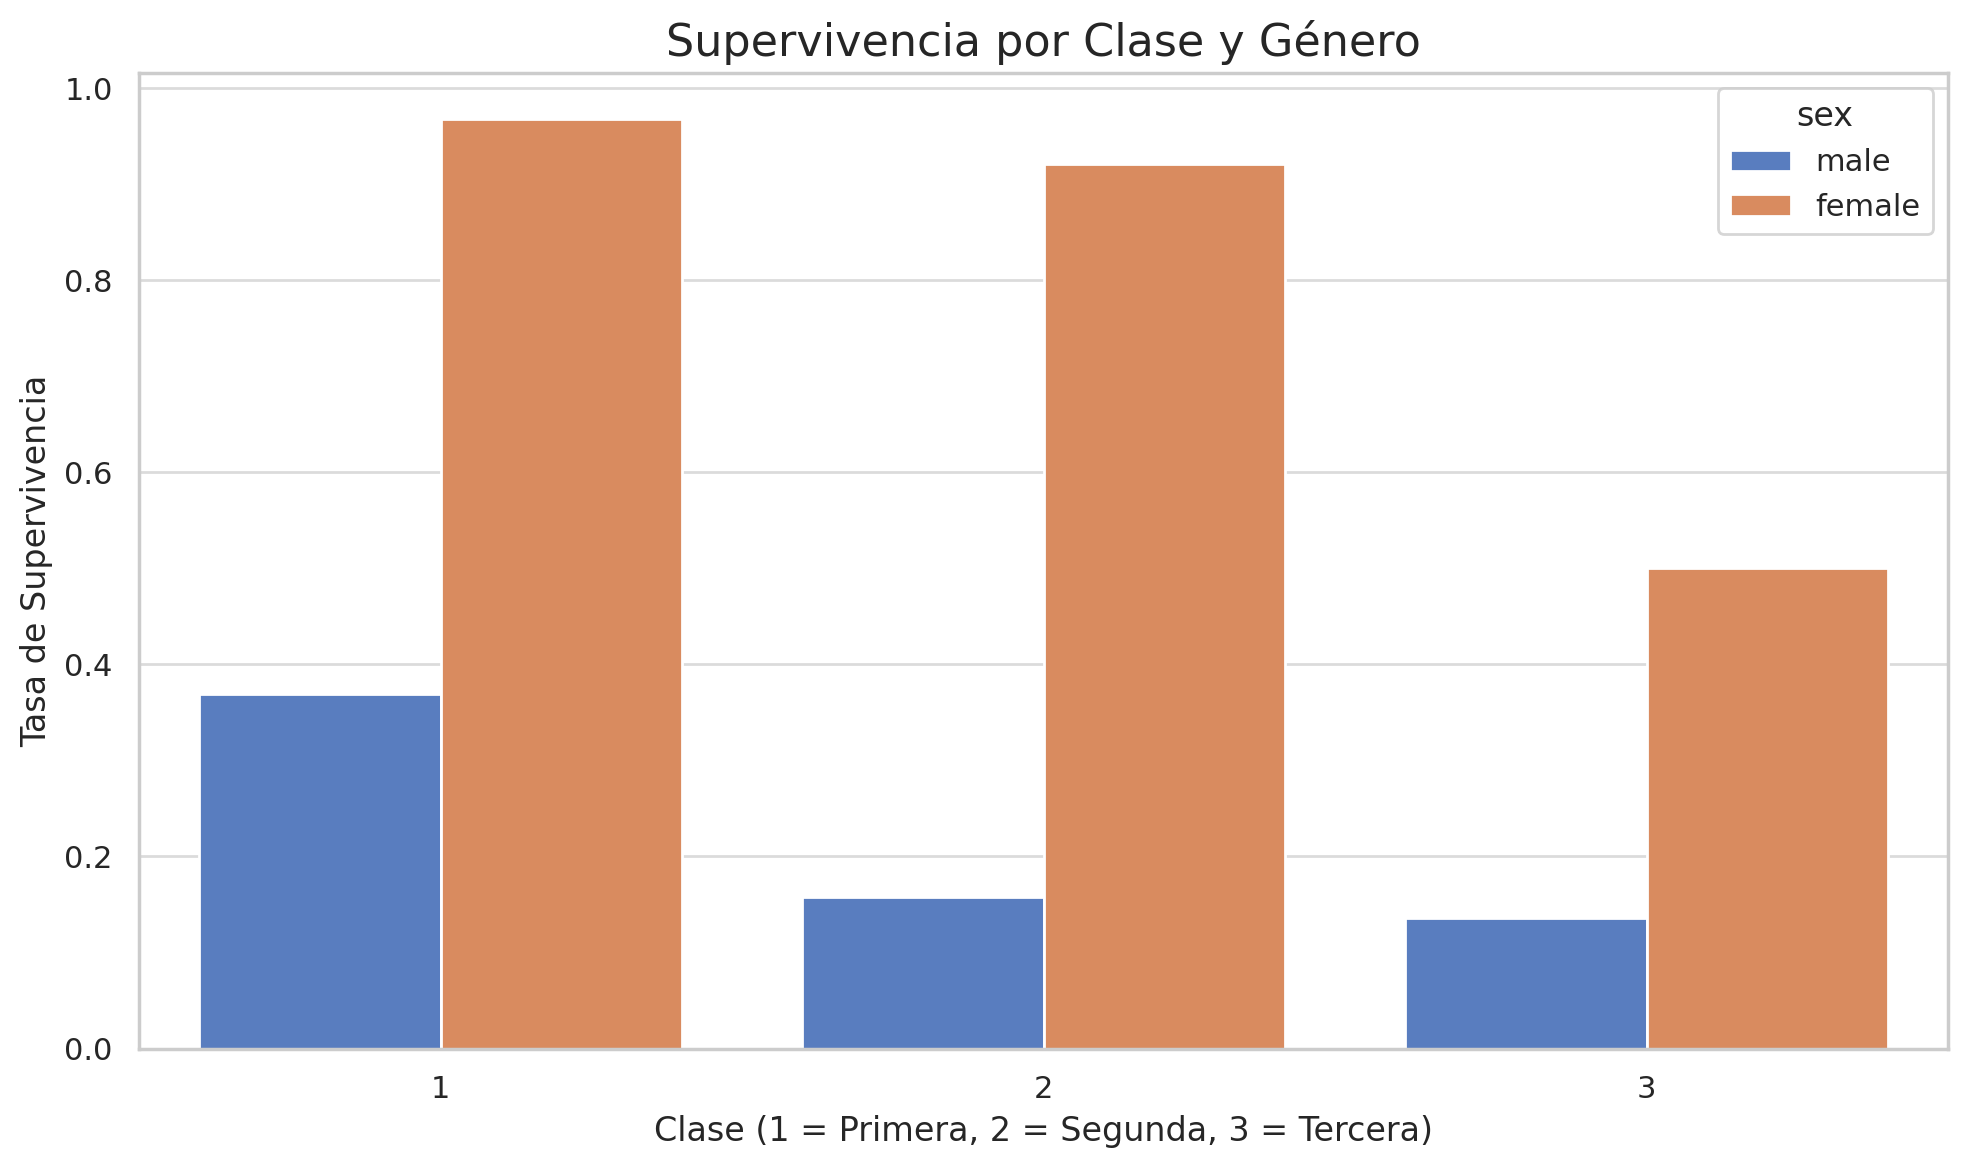 Supervivencia por Clase y Género
sex
male
female
Tasa de Supervivencia
1.0
0.8
0.6
0.4
0.2
0.0
1 2 3
Clase (1 = Primera, 2 = Segunda, 3 = Tercera)